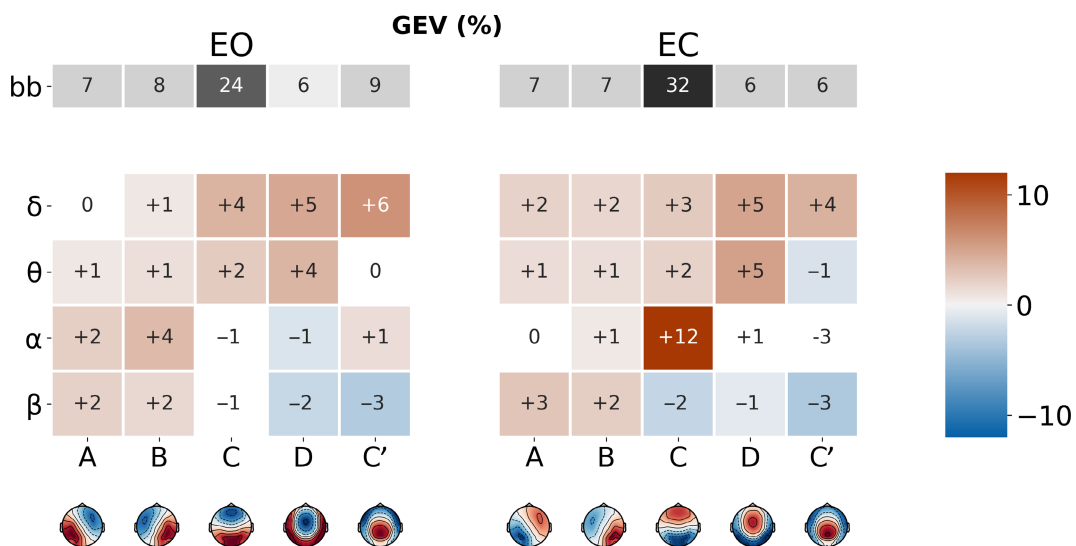 GEV (%)
EO EC
bb 7 8 24 6 9 7 7 32 6 6
δ 0 +1 +4 +5 +6 +2 +2 +3 +5 +4
10
θ +1 +1 +2 +4 0 +1 +1 +2 +5 −1
0
α +2 +4 −1 −1 +1 0 +1 +12 +1 -3
β +2 +2 −1 −2 −3 +3 +2 −2 −1 −3
−10
A B C D C’ A B C D C’